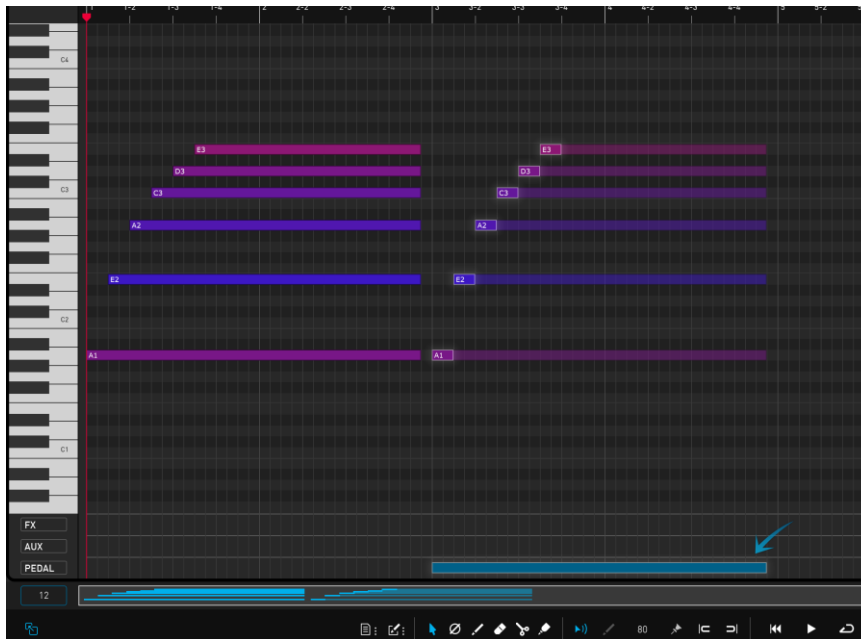 1 1-2 1-3 1-4 2 2-2 2-3 2-4 3 3-2 3-3 3-4 4 4-2 4-3 4-4 5 5-2
C4
E3 E3
D3 D3
C3 C3 C3
A2 A2
E2 E2
C2
A1 A1
C1
FX
AUX
PEDAL
12
80